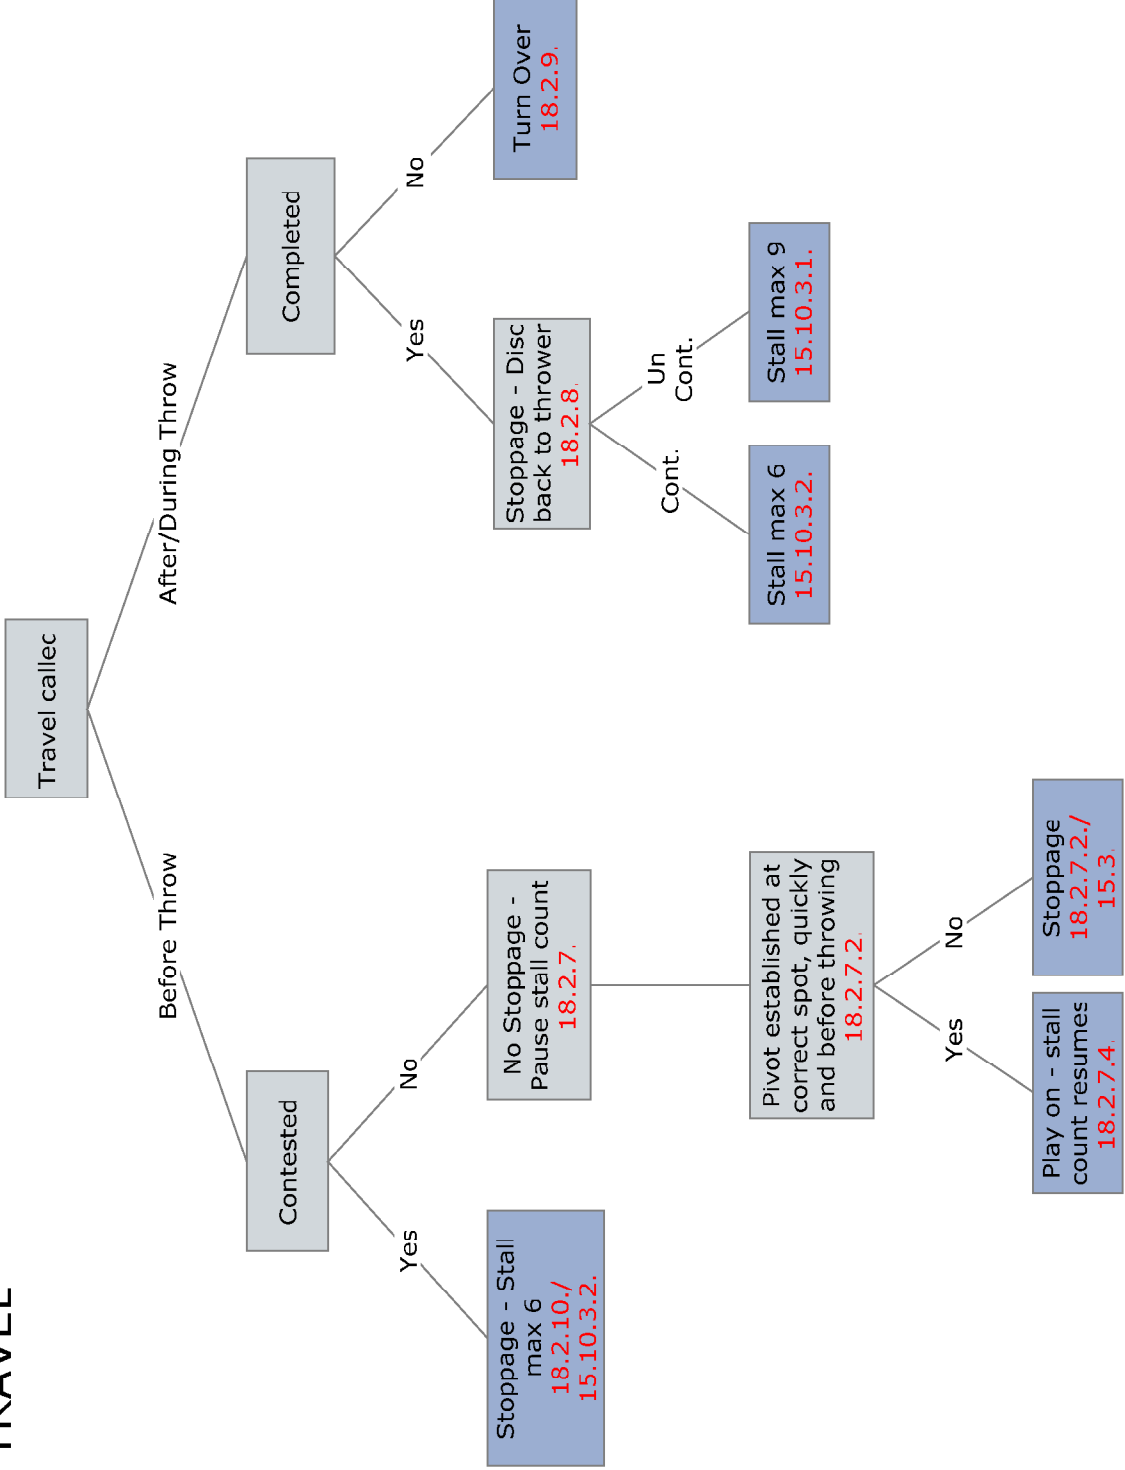 Travel called
Before Throw
After/During Throw
Contested
Completed
Yes
No
Yes
No
Stoppage - Stall
max 6
18.2.10./
15.10.3.2.
No Stoppage -
Pause stall count
18.2.7.
Stoppage - Disc
back to thrower
18.2.8.
Turn Over
18.2.9.
Cont.
Un
Cont.
Pivot established at
correct spot, quickly
and before throwing
18.2.7.2.
Stall max 6
15.10.3.2.
Stall max 9
15.10.3.1.
Yes
No
Play on - stall
count resumes
18.2.7.4.
Stoppage
18.2.7.2./
15.3.